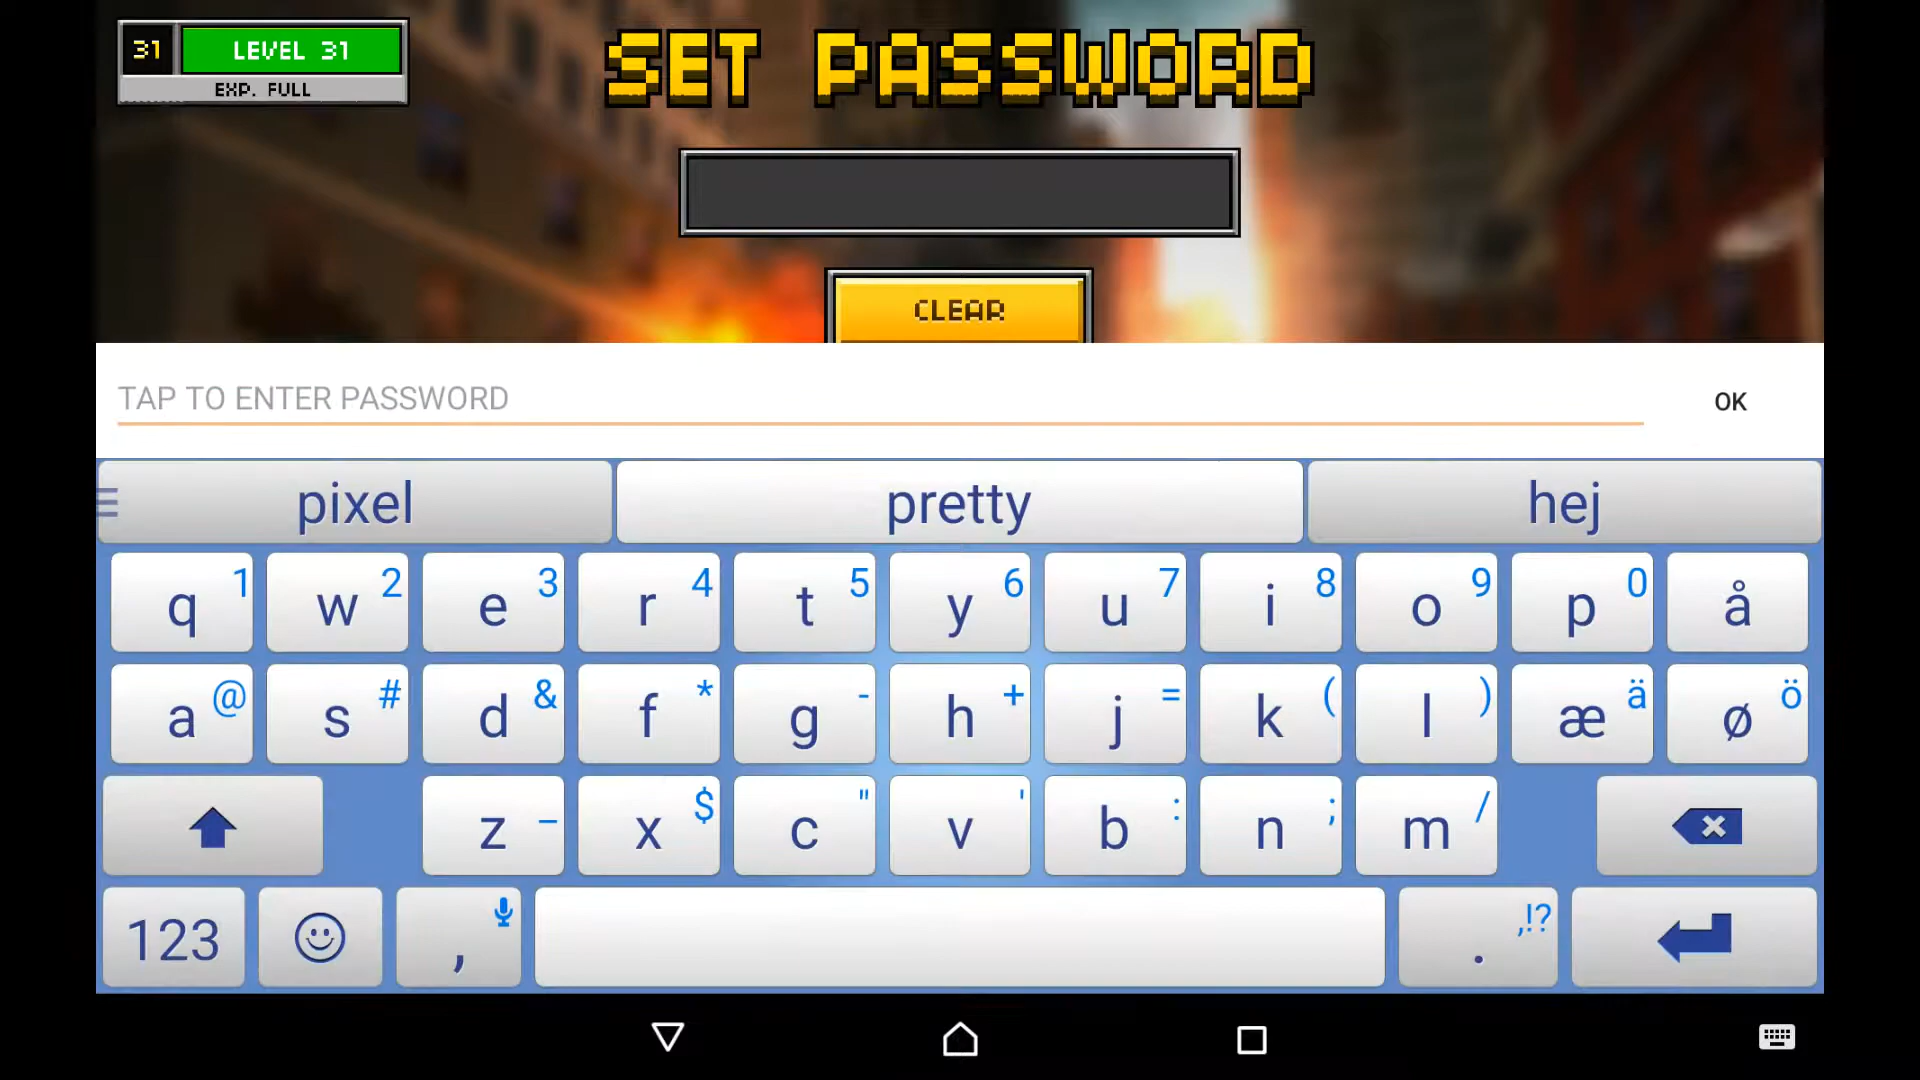 31 LEVEL 31
EXP. FULL
SET PASSWORD
CLEAR
TAP TO ENTER PASSWORD OK
pixel pretty hej
q 1 w 2 e 3 r 4 t 5 y 6 u 7 i 8 o 9 p 0 å
a @ s # d & f * g - h + j = k ( l ) æ ä ø ö
z _ x $ c " v ' b : n ; m /
123 , . ,!?